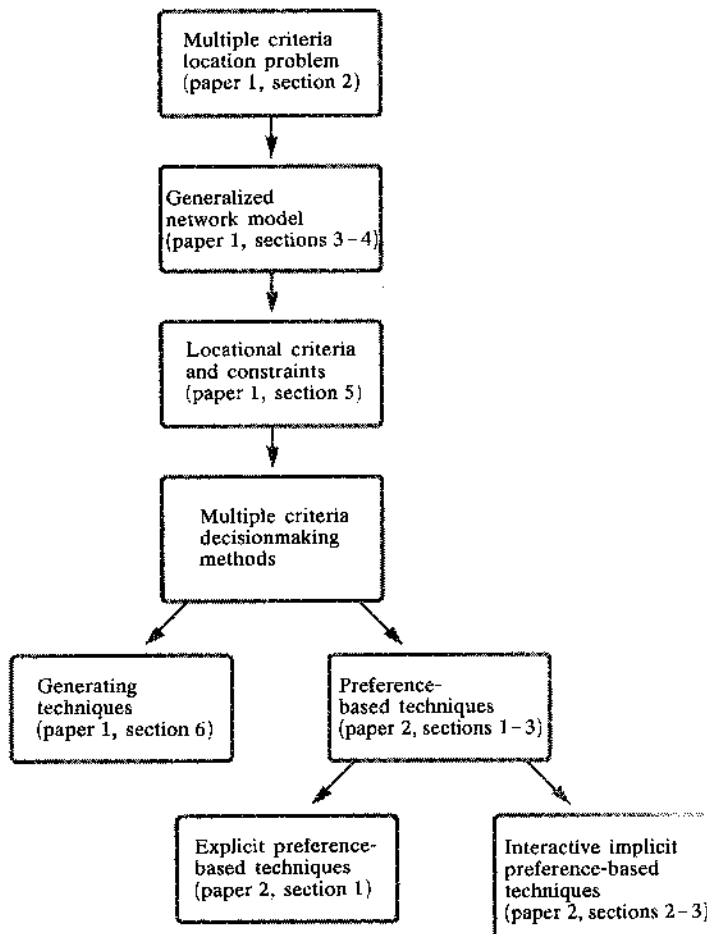 Multiple criteria
location problem
(paper 1, section 2)
Generalized
network model
(paper 1, sections 3–4)
Locational criteria
and constraints
(paper 1, section 5)
Multiple criteria
decisionmaking
methods
Generating
techniques
(paper 1, section 6)
Preference-
based techniques
(paper 2, sections 1–3)
Explicit preference-
based techniques
(paper 2, section 1)
Interactive implicit
preference-based
techniques
(paper 2, sections 2–3)